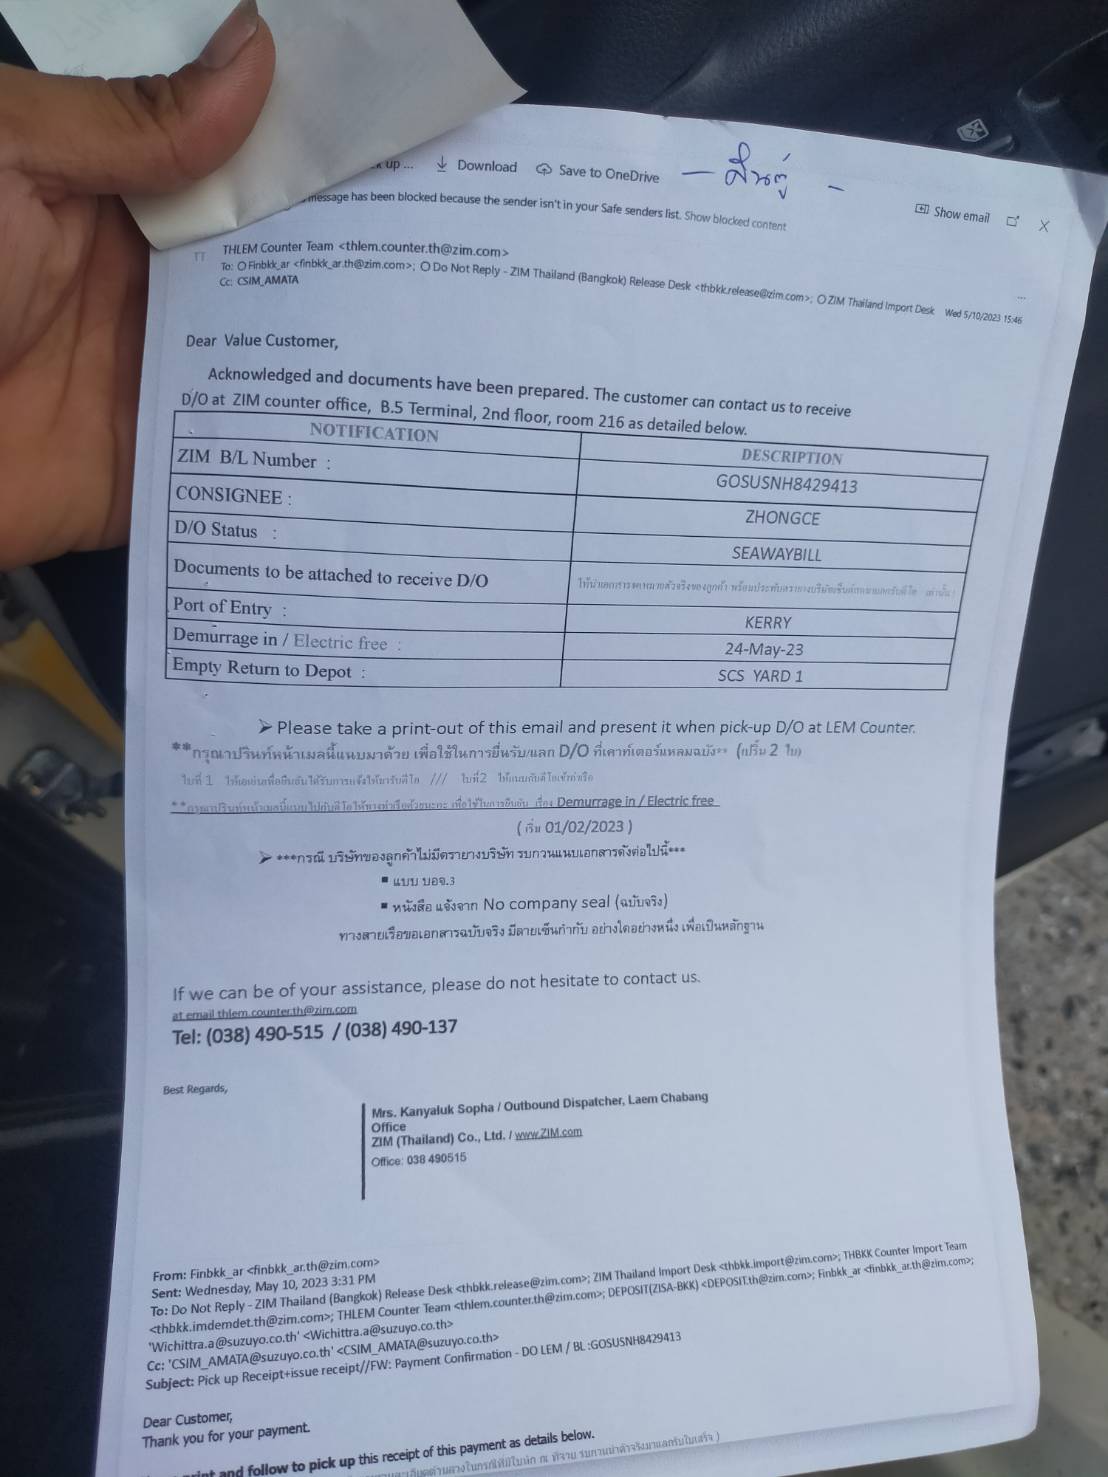 up ... Download Save to OneDrive
message has been blocked because the sender isn't in your Safe senders list. Show blocked content
Show email
TT THLEM Counter Team <thlem.counter.th@zim.com>
To: Finbkk_ar <finbkk_ar.th@zim.com>; Do Not Reply - ZIM Thailand (Bangkok) Release Desk <thbkk.release@zim.com>; ZIM Thailand Import Desk Wed 5/10/2023 15:46
Cc: CSIM_AMATA
Dear Value Customer,
Acknowledged and documents have been prepared. The customer can contact us to receive
D/O at ZIM counter office, B.5 Terminal, 2nd floor, room 216 as detailed below.
NOTIFICATION DESCRIPTION
ZIM B/L Number : GOSUSNH8429413
CONSIGNEE : ZHONGCE
D/O Status : SEAWAYBILL
Documents to be attached to receive D/O
Port of Entry : KERRY
Demurrage in / Electric free : 24-May-23
Empty Return to Depot : SCS YARD 1
➢ Please take a print-out of this email and present it when pick-up D/O at LEM Counter.
**กรุณาปริ้นท์หน้าเมลนี้แนบมาด้วย เพื่อใช้ในการยื่นรับ/แลก D/O ที่เคาท์เตอร์แหลมฉบัง** (ปริ้น 2 ใบ)
ใบที่ 1 /// ใบที่2
เรื่อง Demurrage in / Electric free
( เริ่ม 01/02/2023 )
➢ ***กรณี บริษัทของลูกค้าไม่มีตรายางบริษัท รบกวนแนบเอกสารดังต่อไปนี้***
▪ แบบ บอจ.3
▪ หนังสือ แจ้งจาก No company seal (ฉบับจริง)
ทางสายเรือขอเอกสารฉบับจริง มีลายเซ็นกำกับ อย่างใดอย่างหนึ่ง เพื่อเป็นหลักฐาน
If we can be of your assistance, please do not hesitate to contact us.
at email thlem.counter.th@zim.com
Tel: (038) 490-515 / (038) 490-137
Best Regards,
Mrs. Kanyaluk Sopha / Outbound Dispatcher, Laem Chabang
Office
ZIM (Thailand) Co., Ltd. / www.ZIM.com
Office: 038 490515
From: Finbkk_ar <finbkk_ar.th@zim.com>
Sent: Wednesday, May 10, 2023 3:31 PM
To: Do Not Reply - ZIM Thailand (Bangkok) Release Desk <thbkk.release@zim.com>; ZIM Thailand Import Desk <thbkk.import@zim.com>; THBKK Counter Import Team
<thbkk.imdemdet.th@zim.com>; THLEM Counter Team <thlem.counter.th@zim.com>; DEPOSIT(ZISA-BKK) <DEPOSIT.th@zim.com>; Finbkk_ar <finbkk_ar.th@zim.com>;
'Wichittra.a@suzuyo.co.th' <Wichittra.a@suzuyo.co.th>
Cc: 'CSIM_AMATA@suzuyo.co.th' <CSIM_AMATA@suzuyo.co.th>
Subject: Pick up Receipt+issue receipt//FW: Payment Confirmation - DO LEM / BL :GOSUSNH8429413
Dear Customer,
Thank you for your payment.
and follow to pick up this receipt of this payment as details below.